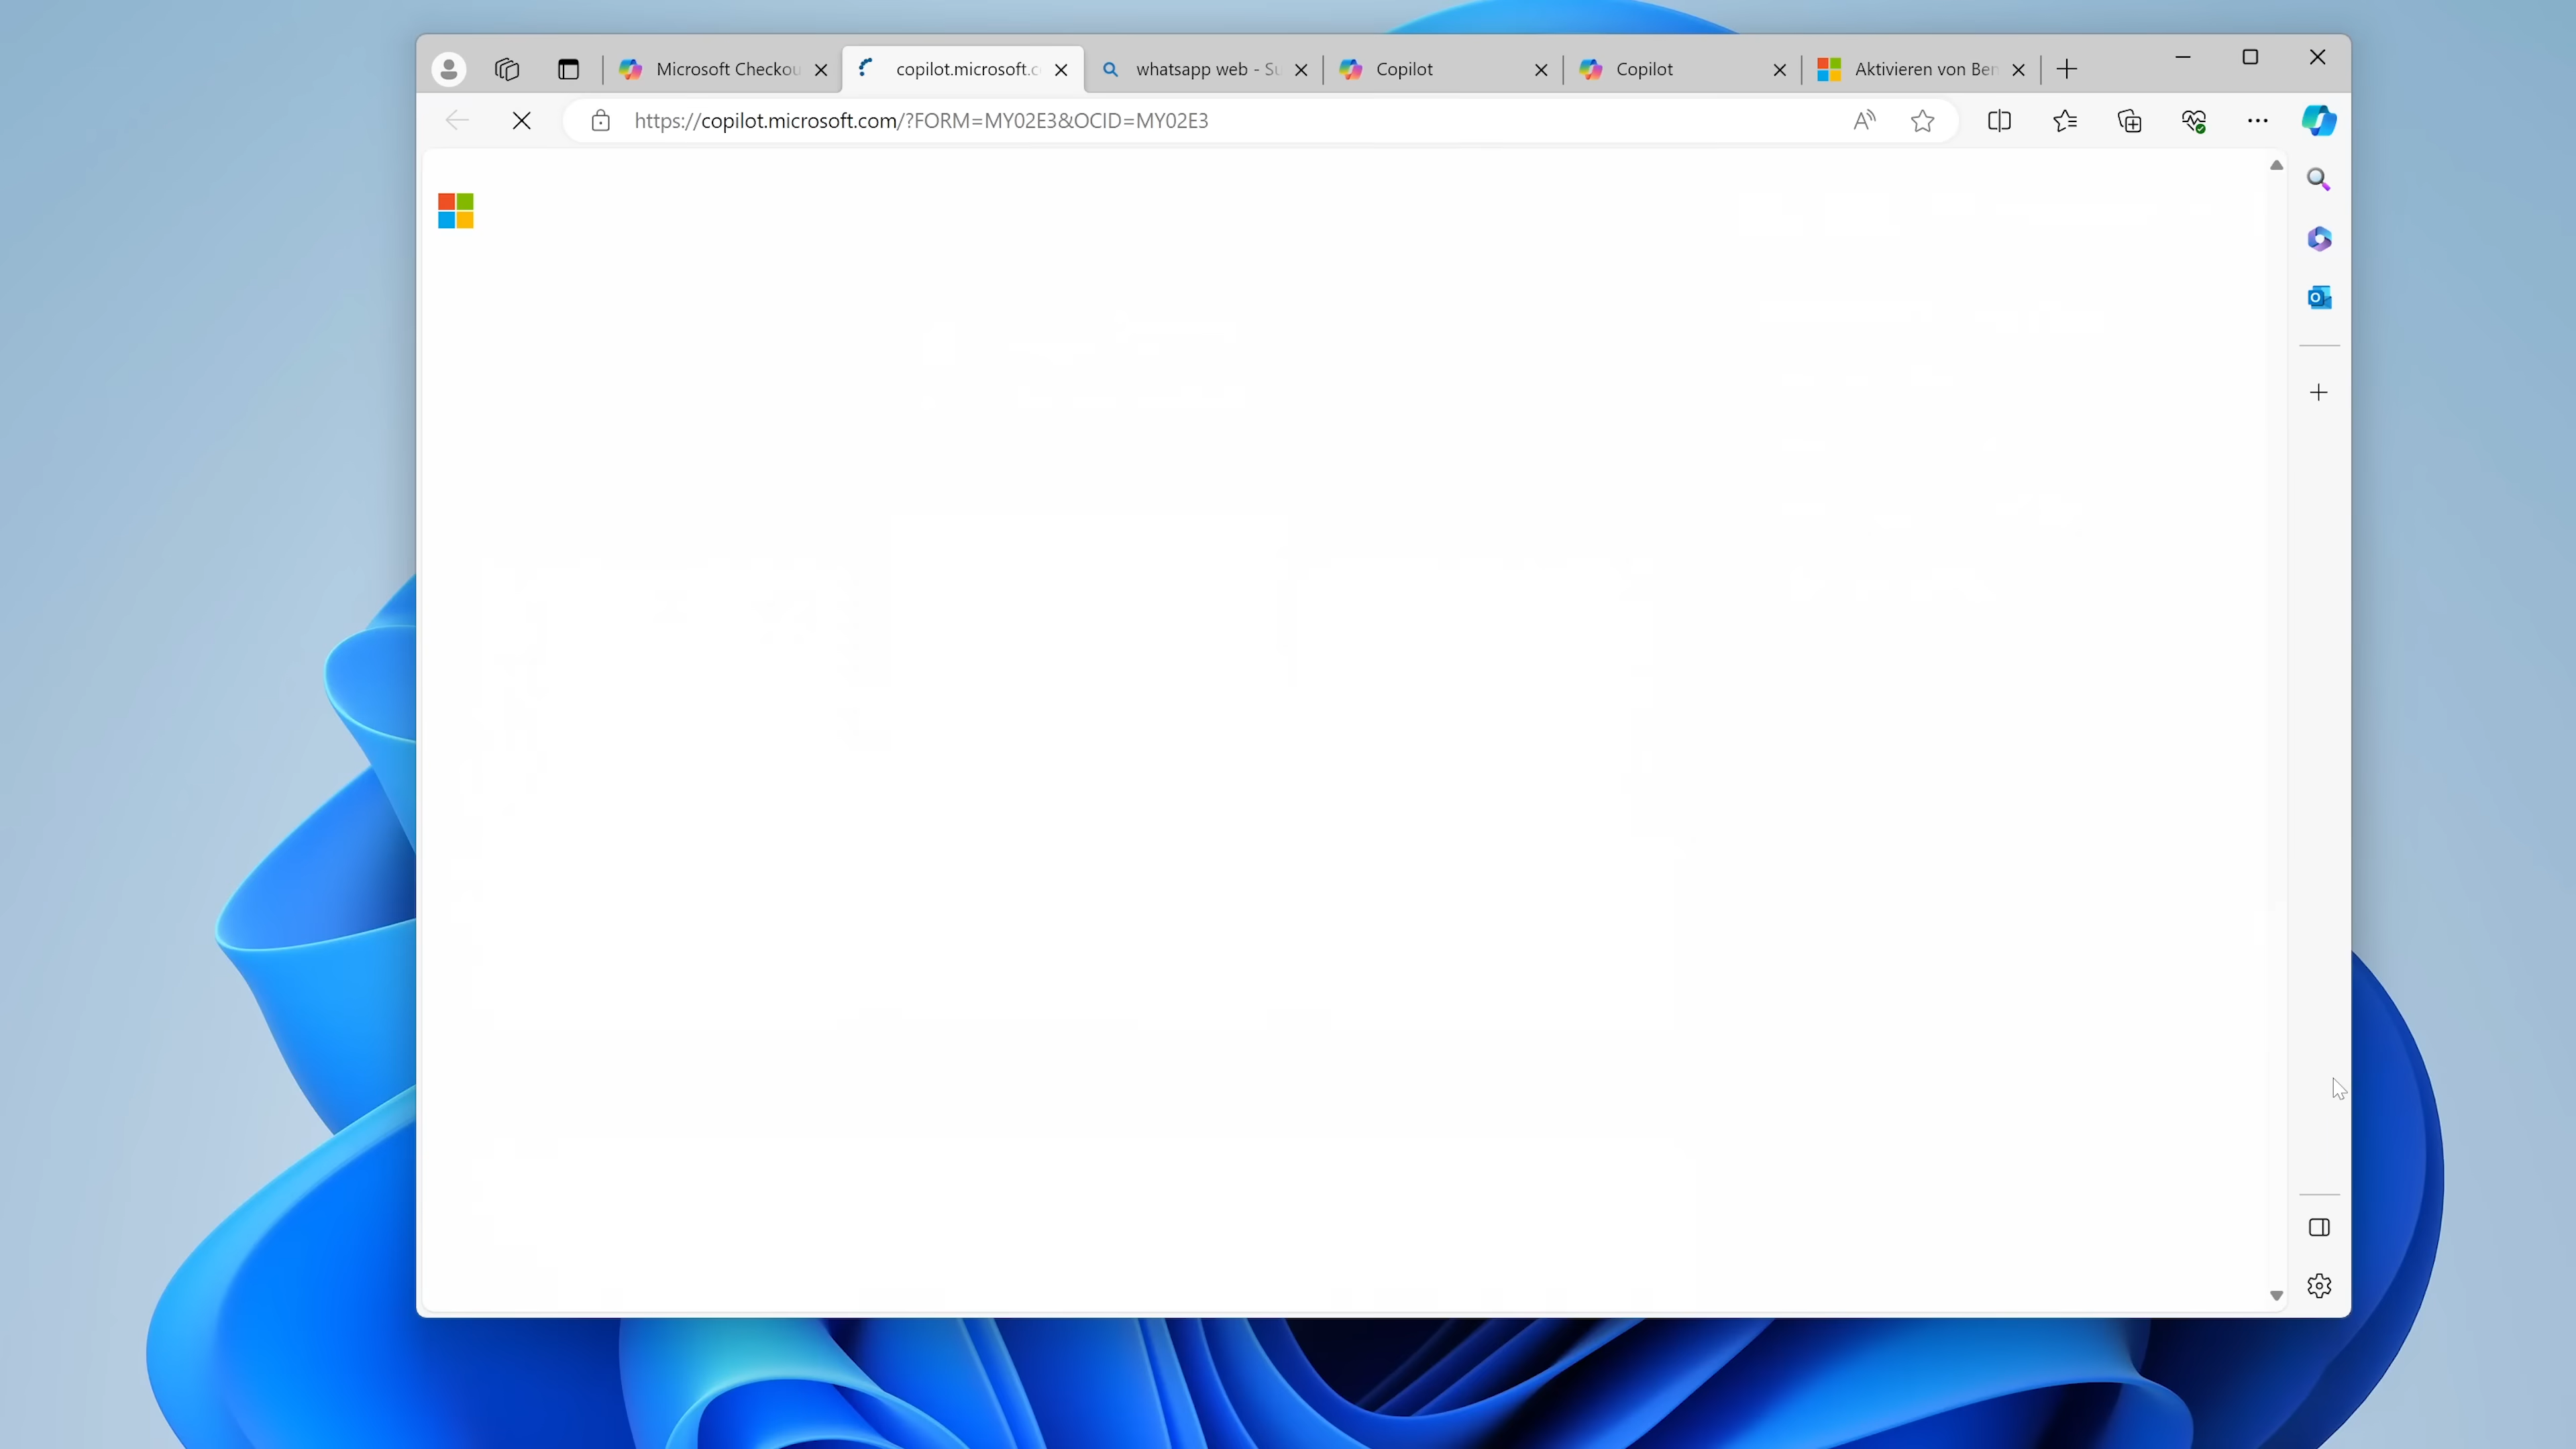 Microsoft Checkou
copilot.microsoft.c
whatsapp web - Su
Copilot
Copilot
Aktivieren von Ben
https://copilot.microsoft.com/?FORM=MY02E3&OCID=MY02E3